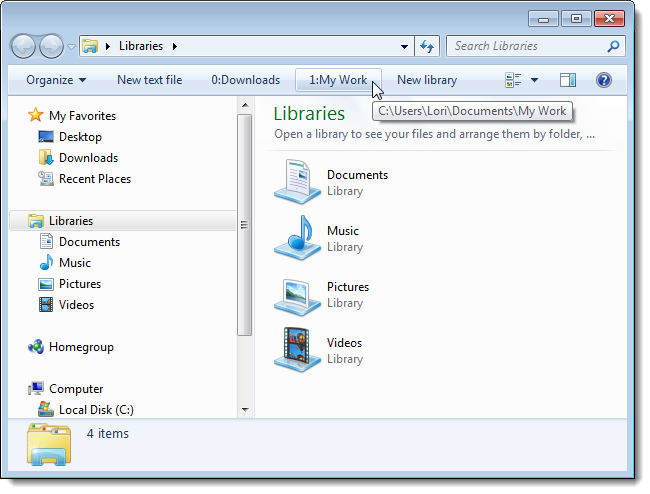 Libraries
Search Libraries
Organize New text file 0:Downloads 1:My Work New library
C:\Users\Lori\Documents\My Work
My Favorites
Desktop
Downloads
Recent Places
Libraries
Documents
Music
Pictures
Videos
Homegroup
Computer
Local Disk (C:)
Libraries
Open a library to see your files and arrange them by folder, ...
Documents
Library
Music
Library
Pictures
Library
Videos
Library
4 items